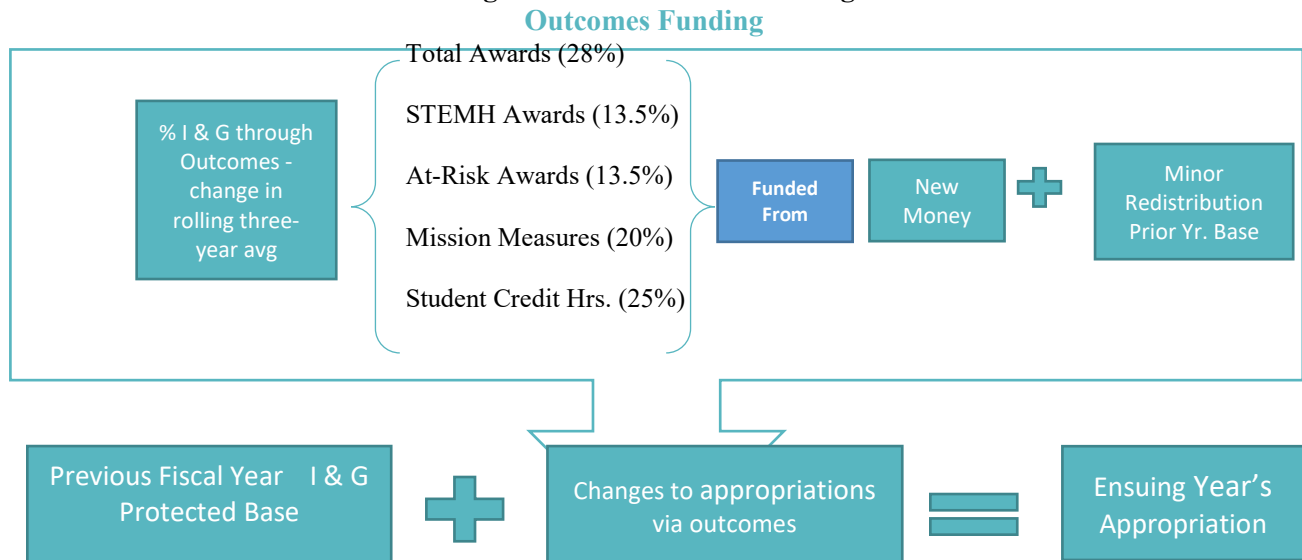 Outcomes Funding
% I & G through
Outcomes -
change in
rolling three-
year avg
Total Awards (28%)
STEMH Awards (13.5%)
At-Risk Awards (13.5%)
Mission Measures (20%)
Student Credit Hrs. (25%)
Funded
From
New
Money
Minor
Redistribution
Prior Yr. Base
Previous Fiscal Year I & G
Protected Base
Changes to appropriations
via outcomes
Ensuing Year's
Appropriation